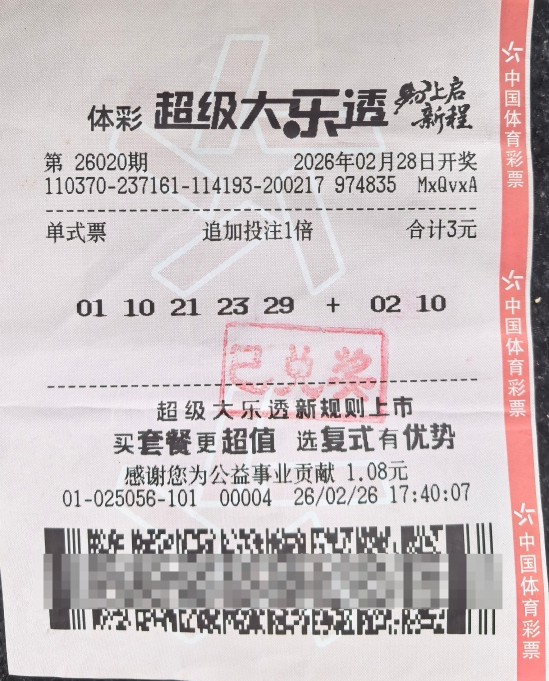 体彩 超级大乐透 马上启新程
第 26020期 2026年02月28日开奖
110370-237161-114193-200217 974835 MxQvxA
单式票 追加投注1倍 合计3元
01 10 21 23 29 + 02 10
已兑奖
超级大乐透新规则上市
买套餐更超值 选复式有优势
感谢您为公益事业贡献 1.08元
01-025056-101 00004 26/02/26 17:40:07
中国体育彩票
中国体育彩票
中国体育彩票